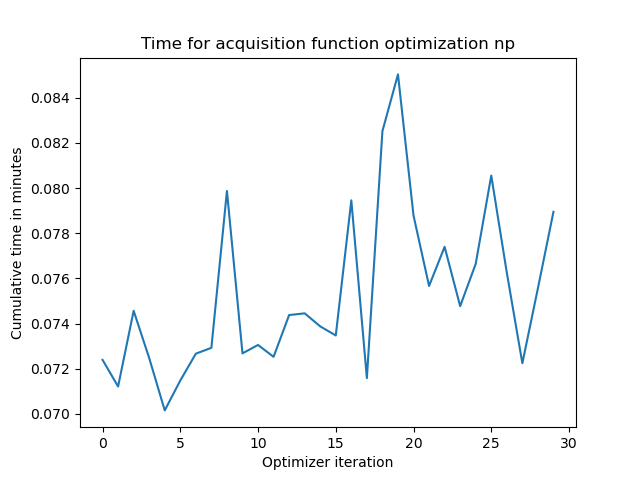 Time for acquisition function optimization np
Cumulative time in minutes
0.084
0.082
0.080
0.078
0.076
0.074
0.072
0.070
0 5 10 15 20 25 30
Optimizer iteration